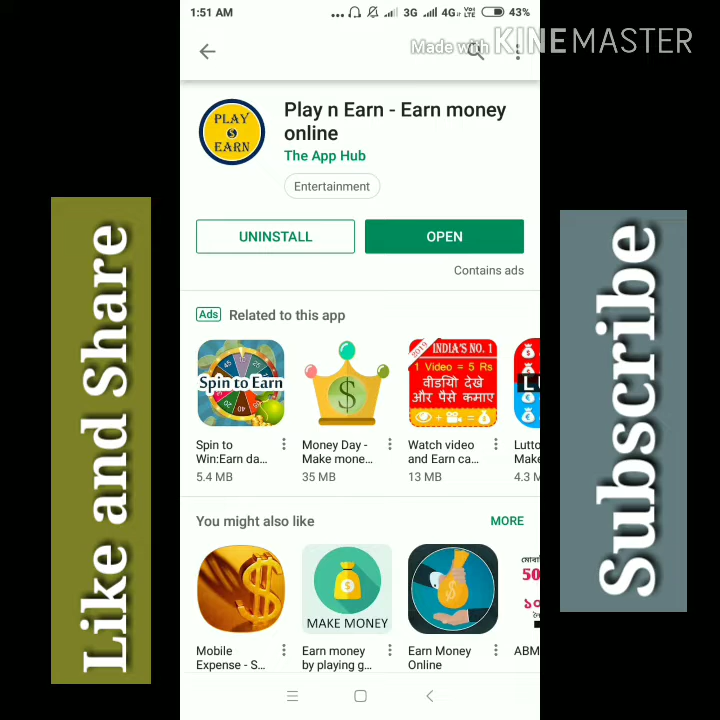 1:51 AM
3G
4G
Vo
LTE
43%
Made with KINEMASTER
PLAY
$
EARN
Play n Earn - Earn money
online
The App Hub
Entertainment
UNINSTALL
OPEN
Contains ads
Ads Related to this app
Spin to Earn
$
2019
INDIA'S NO. 1
1 Video = 5 Rs
वीडियो देखे
और पैसे कमाए
Spin to
Win:Earn da...
5.4 MB
Money Day -
Make mone...
35 MB
Watch video
and Earn ca...
13 MB
Lutto
Make
4.3 M
You might also like
MORE
$
MAKE MONEY
50
Mobile
Expense - S...
Earn money
by playing g...
Earn Money
Online
ABM
Like and Share
Subscribe